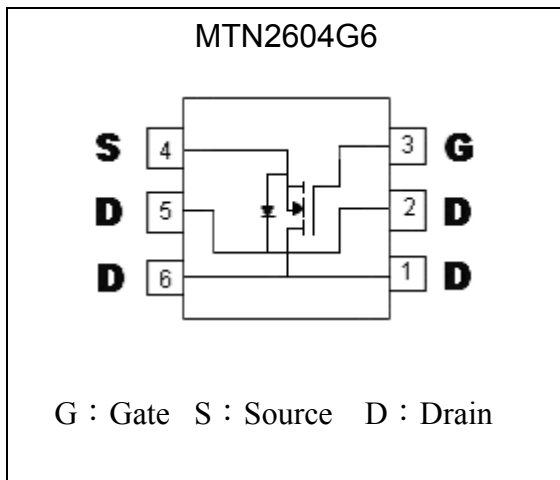 MTN2604G6
S 4 3 G
D 5 2 D
D 6 1 D
G：Gate S：Source D：Drain